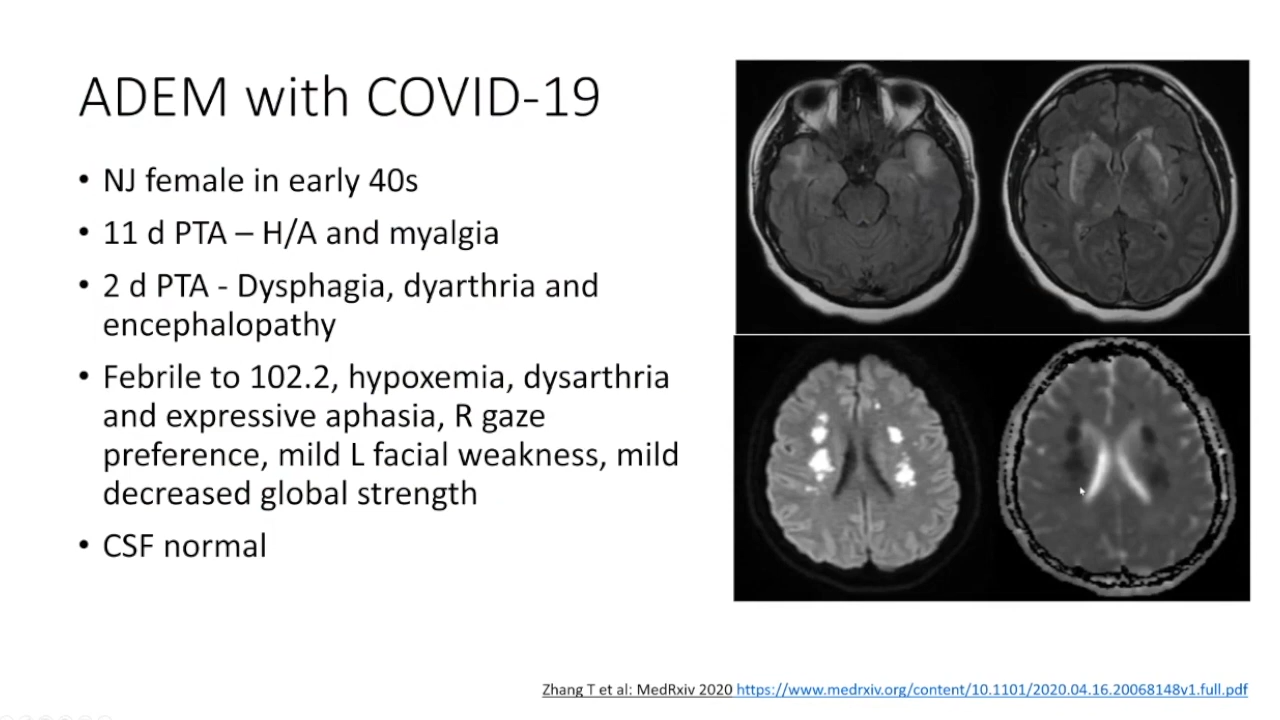 ADEM with COVID-19
• NJ female in early 40s
• 11 d PTA – H/A and myalgia
• 2 d PTA - Dysphagia, dyarthria and
encephalopathy
• Febrile to 102.2, hypoxemia, dysarthria
and expressive aphasia, R gaze
preference, mild L facial weakness, mild
decreased global strength
• CSF normal
Zhang T et al: MedRxiv 2020 https://www.medrxiv.org/content/10.1101/2020.04.16.20068148v1.full.pdf